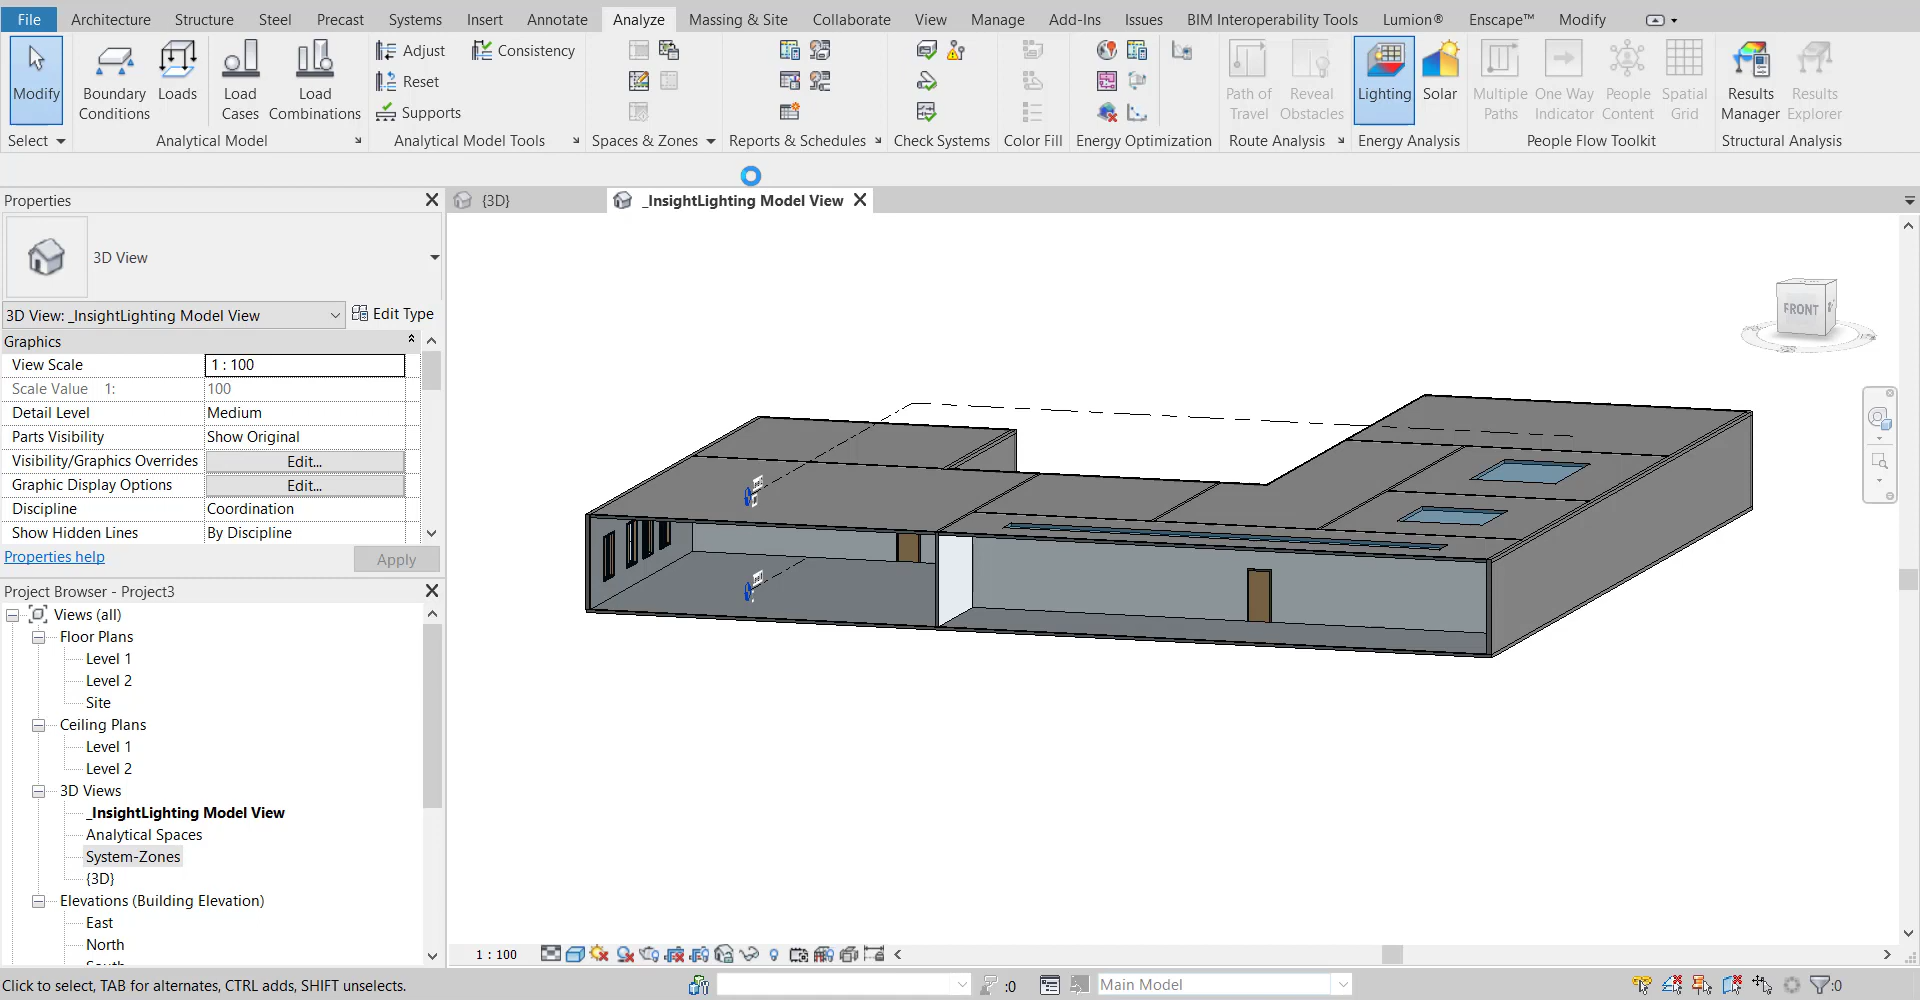 File Architecture Structure Steel Precast Systems Insert Annotate Analyze Massing & Site Collaborate View Manage Add-Ins Issues BIM Interoperability Tools Lumion® Enscape™ Modify
Modify
Boundary Conditions
Loads
Load Cases
Load Combinations
Adjust
Reset
Supports
Consistency
Path of Travel
Reveal Obstacles
Lighting
Solar
Multiple Paths
One Way Indicator
People Content
Spatial Grid
Results Manager
Results Explorer
Select Analytical Model Analytical Model Tools Spaces & Zones Reports & Schedules Check Systems Color Fill Energy Optimization Route Analysis Energy Analysis People Flow Toolkit Structural Analysis
Properties
3D View
3D View: _InsightLighting Model View Edit Type
Graphics
View Scale 1 : 100
Scale Value 1: 100
Detail Level Medium
Parts Visibility Show Original
Visibility/Graphics Overrides Edit...
Graphic Display Options Edit...
Discipline Coordination
Show Hidden Lines By Discipline
Properties help Apply
Project Browser - Project3
Views (all)
Floor Plans
Level 1
Level 2
Site
Ceiling Plans
Level 1
Level 2
3D Views
_InsightLighting Model View
Analytical Spaces
System-Zones
{3D}
Elevations (Building Elevation)
East
North
{3D} _InsightLighting Model View
FRONT
1 : 100
Click to select, TAB for alternates, CTRL adds, SHIFT unselects.
:0
Main Model
:0